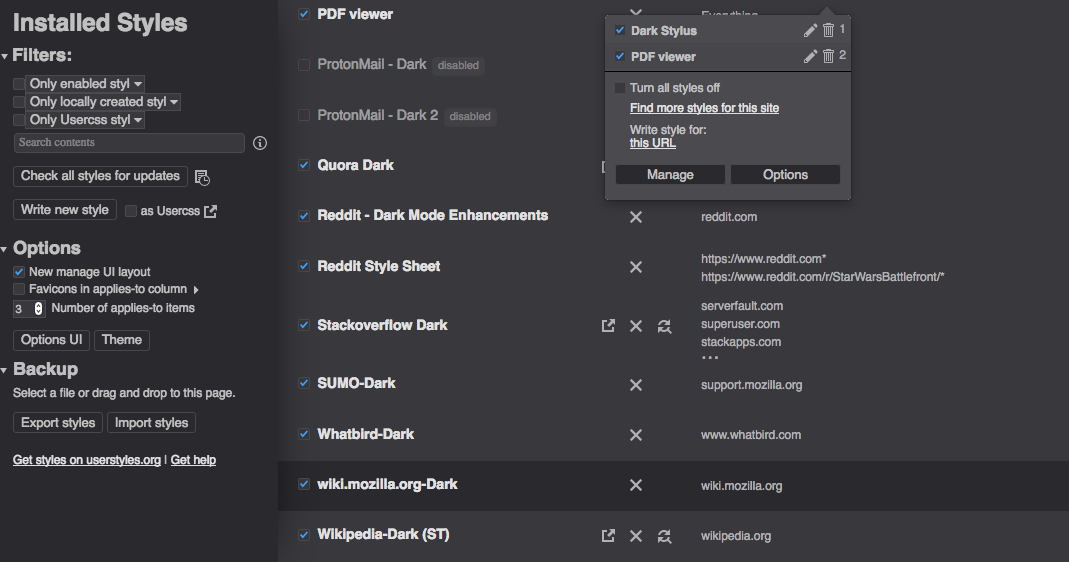 Installed Styles
Filters:
Only enabled styl
Only locally created styl
Only Usercss styl
Search contents
Check all styles for updates
Write new style
as Usercss
Options
New manage UI layout
Favicons in applies-to column
3 Number of applies-to items
Options UI
Theme
Backup
Select a file or drag and drop to this page.
Export styles
Import styles
Get styles on userstyles.org | Get help
PDF viewer
Everything
ProtonMail - Dark disabled
ProtonMail - Dark 2 disabled
Quora Dark
Reddit - Dark Mode Enhancements
reddit.com
Reddit Style Sheet
https://www.reddit.com*
https://www.reddit.com/r/StarWarsBattlefront/*
Stackoverflow Dark
serverfault.com
superuser.com
stackapps.com
...
SUMO-Dark
support.mozilla.org
Whatbird-Dark
www.whatbird.com
wiki.mozilla.org-Dark
wiki.mozilla.org
Wikipedia-Dark (ST)
wikipedia.org
Dark Stylus 1
PDF viewer 2
Turn all styles off
Find more styles for this site
Write style for:
this URL
Manage
Options